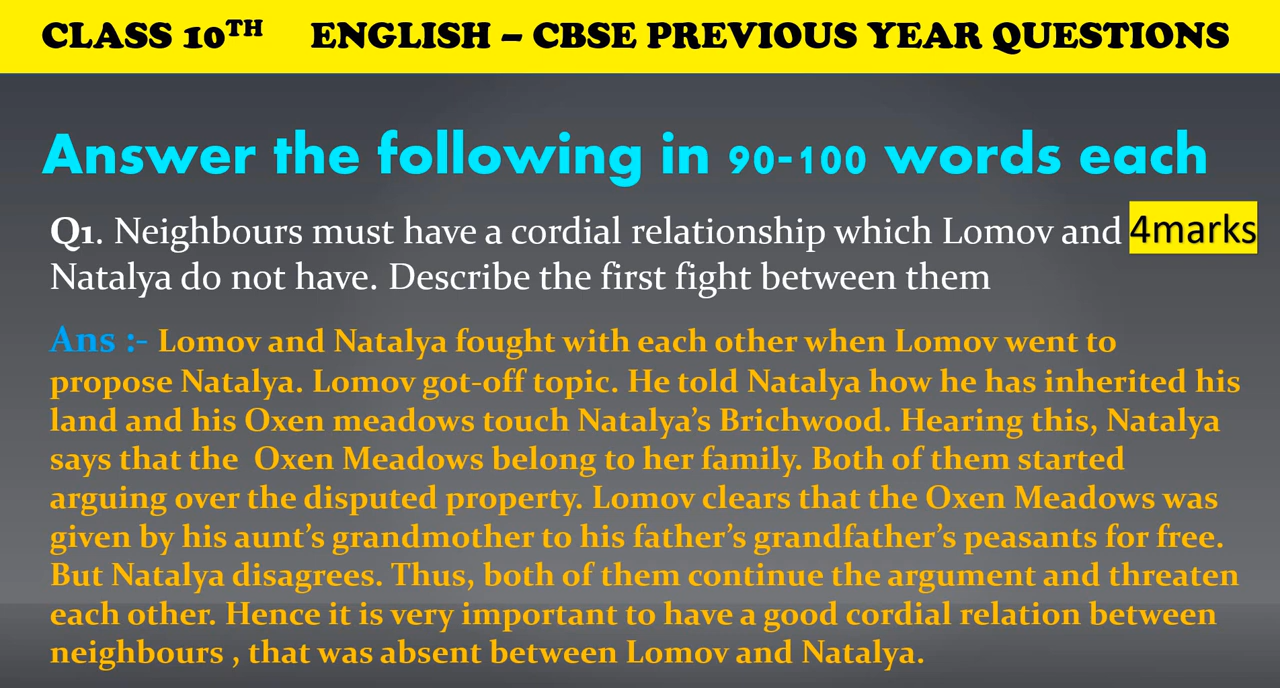 CLASS 10TH ENGLISH – CBSE PREVIOUS YEAR QUESTIONS
Answer the following in 90-100 words each
Q1. Neighbours must have a cordial relationship which Lomov and 4marks
Natalya do not have. Describe the first fight between them
Ans :- Lomov and Natalya fought with each other when Lomov went to
propose Natalya. Lomov got-off topic. He told Natalya how he has inherited his
land and his Oxen meadows touch Natalya’s Brichwood. Hearing this, Natalya
says that the Oxen Meadows belong to her family. Both of them started
arguing over the disputed property. Lomov clears that the Oxen Meadows was
given by his aunt’s grandmother to his father’s grandfather’s peasants for free.
But Natalya disagrees. Thus, both of them continue the argument and threaten
each other. Hence it is very important to have a good cordial relation between
neighbours , that was absent between Lomov and Natalya.